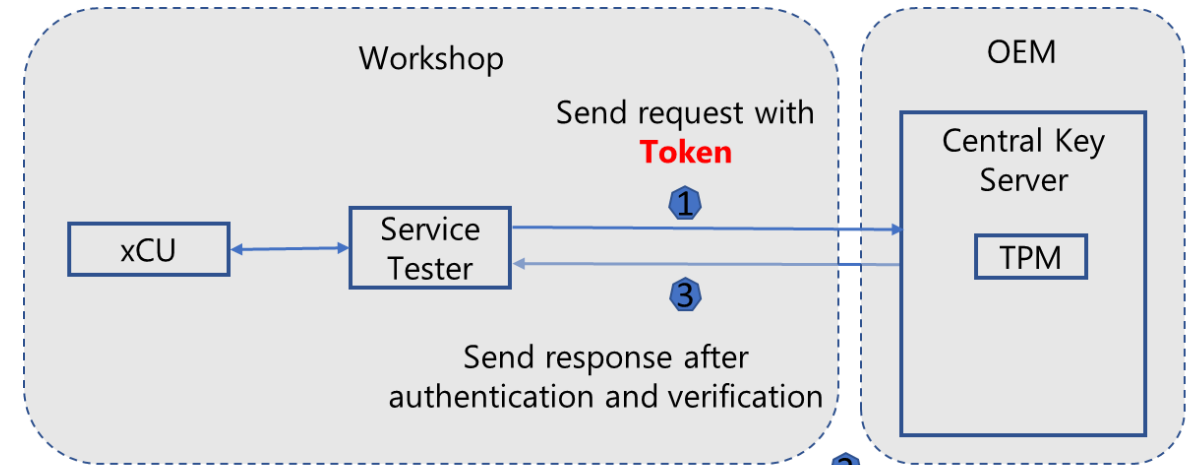 Workshop
OEM
Send request with
Token
Central Key
Server
1
Service
Tester
xCU
TPM
3
Send response after
authentication and verification
2